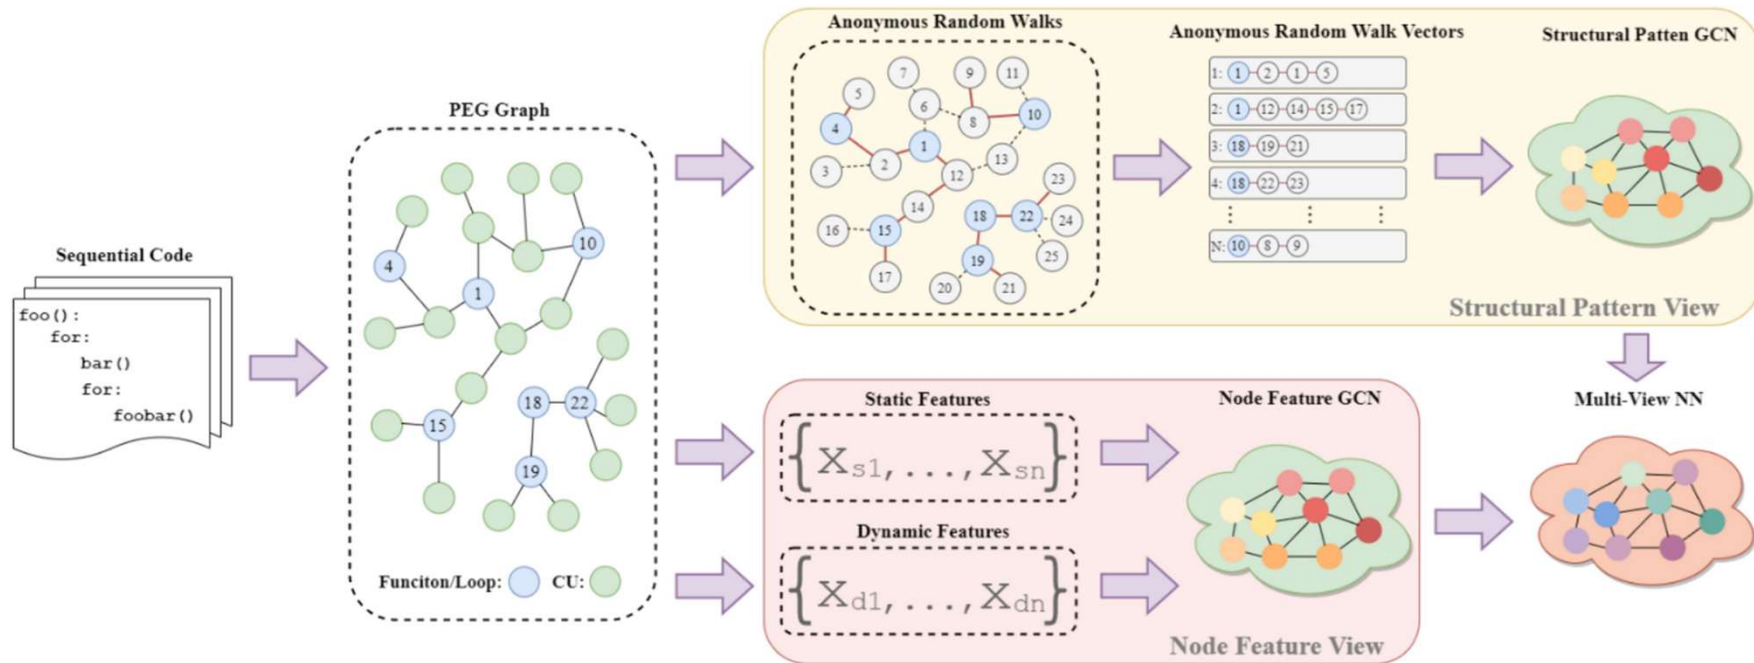 Sequential Code
foo():
for:
bar()
for:
foobar()
PEG Graph
4
10
1
15
18
22
19
Funciton/Loop:
CU:
Anonymous Random Walks
7
9
11
5
6
10
4
8
1
3
2
13
12
23
14
18
22
24
16
15
19
25
17
20
21
Anonymous Random Walk Vectors
1: 1 2 1 5
2: 1 12 14 15 17
3: 18 19 21
4: 18 22 23
N: 10 8 9
Structural Patten GCN
Structural Pattern View
Static Features
{Xs1, ..., Xsn}
Dynamic Features
{Xd1, ..., Xdn}
Node Feature GCN
Node Feature View
Multi-View NN